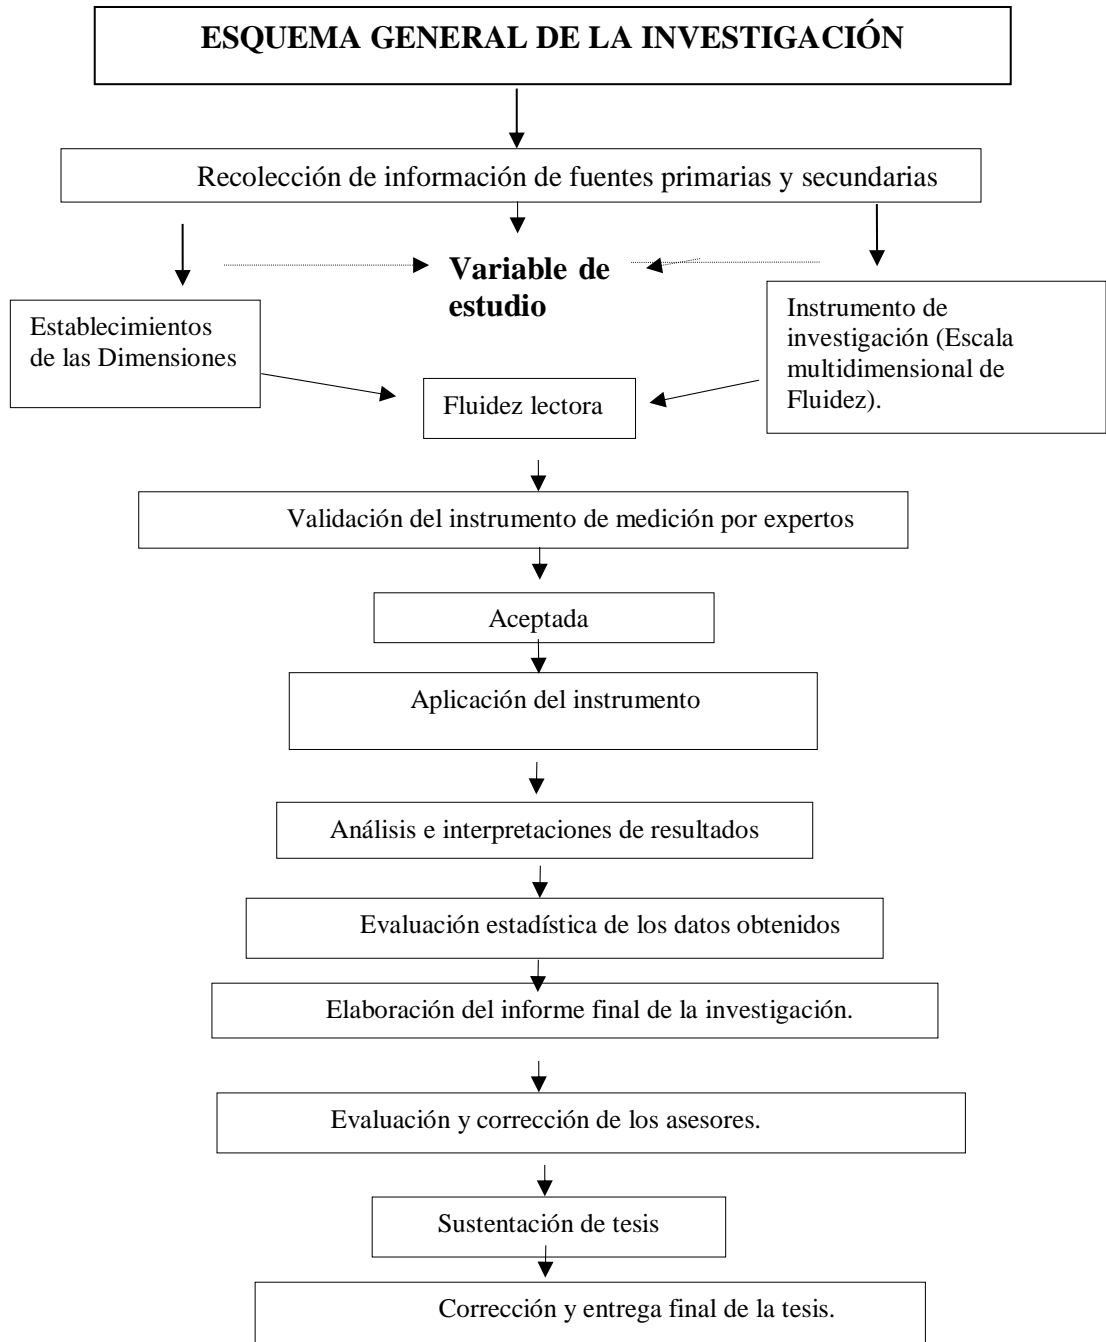 ESQUEMA GENERAL DE LA INVESTIGACIÓN
Recolección de información de fuentes primarias y secundarias
Variable de
estudio
Establecimientos
de las Dimensiones
Instrumento de
investigación (Escala
multidimensional de
Fluidez).
Fluidez lectora
Validación del instrumento de medición por expertos
Aceptada
Aplicación del instrumento
Análisis e interpretaciones de resultados
Evaluación estadística de los datos obtenidos
Elaboración del informe final de la investigación.
Evaluación y corrección de los asesores.
Sustentación de tesis
Corrección y entrega final de la tesis.